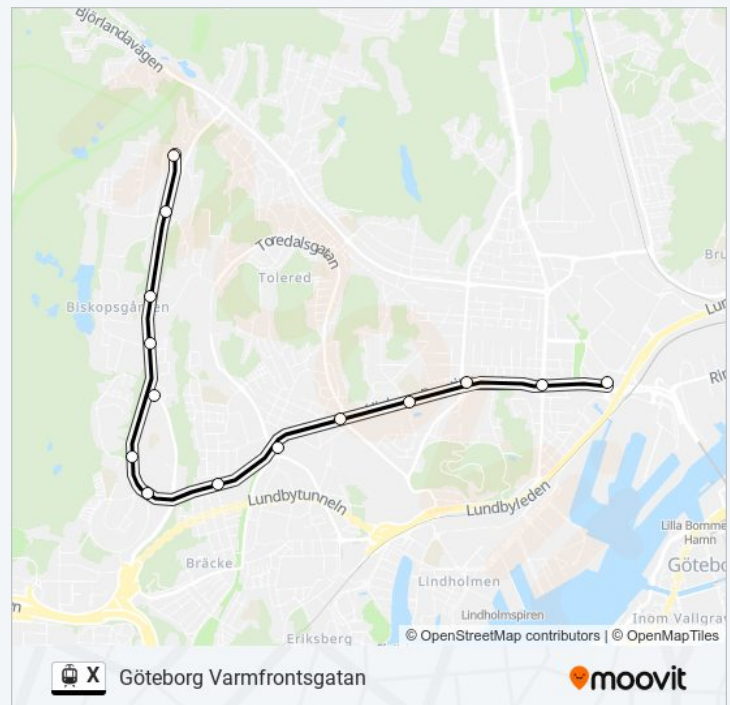 Björlandavägen
Toredalsgatan
Tolered
Bru
Biskopsgården
Lun
Rin
Lundbytunneln
Lundbyleden
Lilla Bomme
Hamn
Götebo
Bräcke
Lindholmen
Lindholmspiren
Inom Vallgra
Eriksberg
m
© OpenStreetMap contributors | © OpenMapTiles
X Göteborg Varmfrontsgatan
moovit